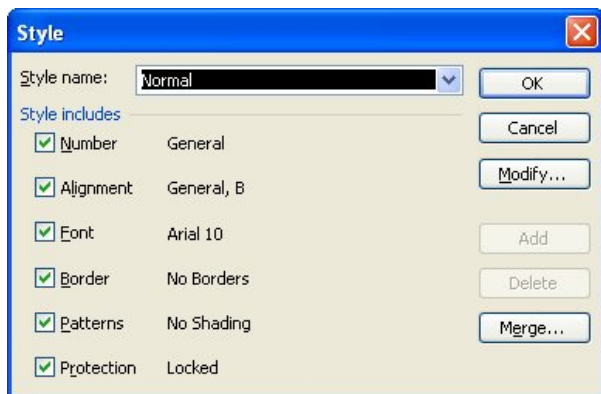 Style
Style name: Normal OK
Style includes
Cancel
Number General
Modify...
Alignment General, B
Font Arial 10 Add
Border No Borders Delete
Patterns No Shading Merge...
Protection Locked